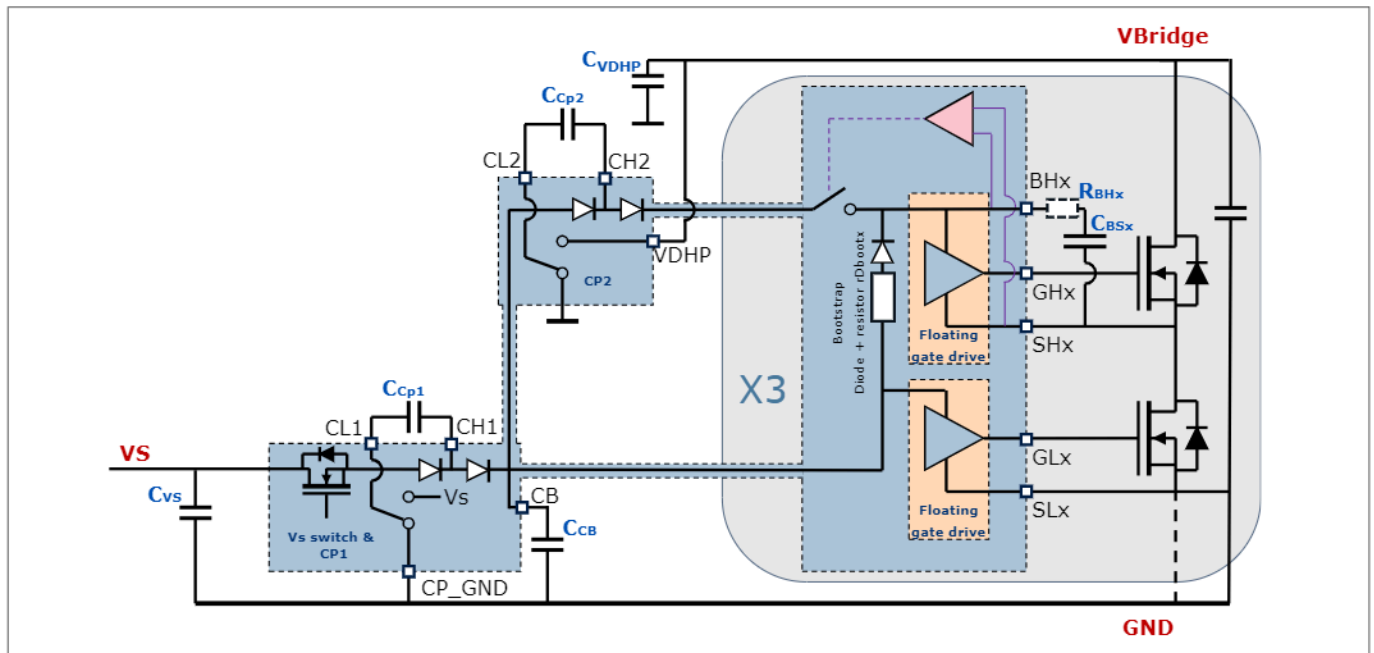 VBridge
CVDHP
CCp2
CL2
CH2
BHx
RBHx
CBSx
VDHP
CP2
GHx
Bootstrap
Diode + resistor rDbootx
Floating
gate drive
SHx
X3
CCp1
CL1
CH1
VS
GLx
Vs
CB
CVS
SLx
Floating
gate drive
Vs switch &
CP1
CCB
CP_GND
GND